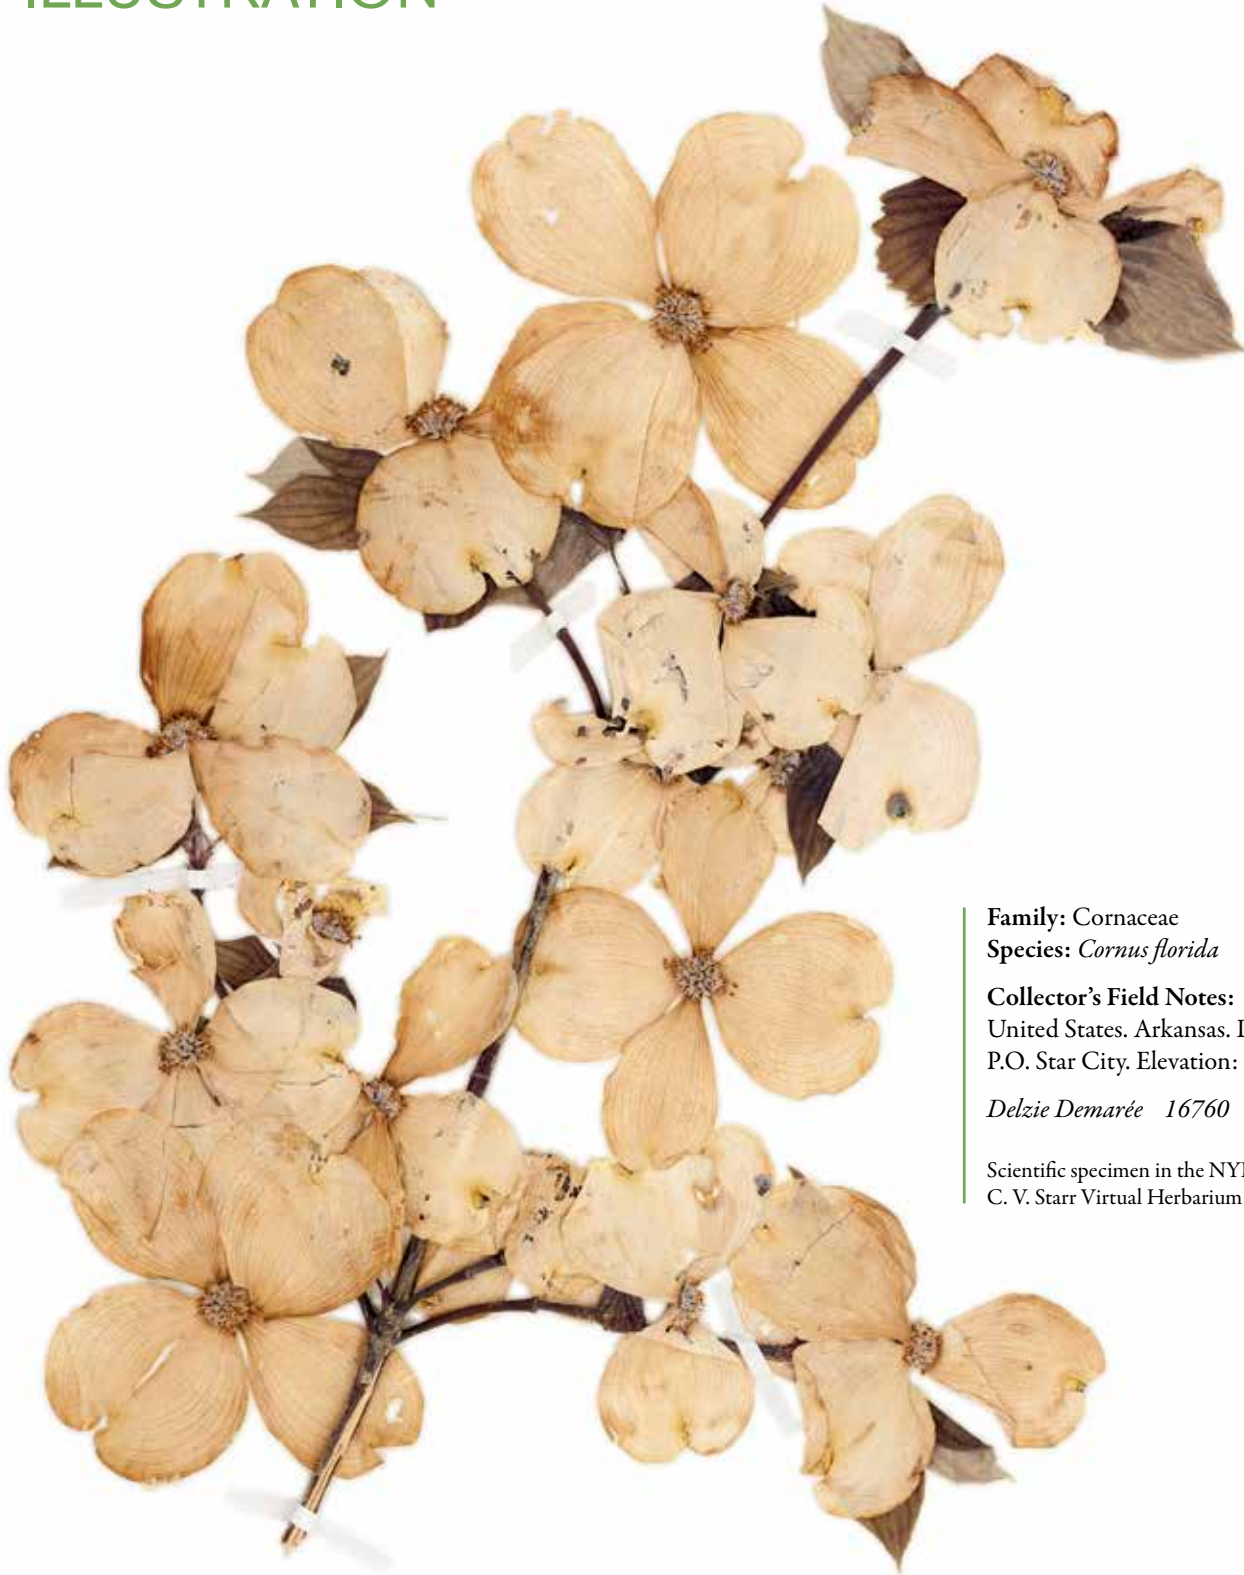 ILLUSTRATION
Family: Cornaceae
Species: Cornus florida
Collector's Field Notes:
United States. Arkansas.
P.O. Star City. Elevation:
Delzie Demarée 16760
Scientific specimen in the
C. V. Starr Virtual Herbarium